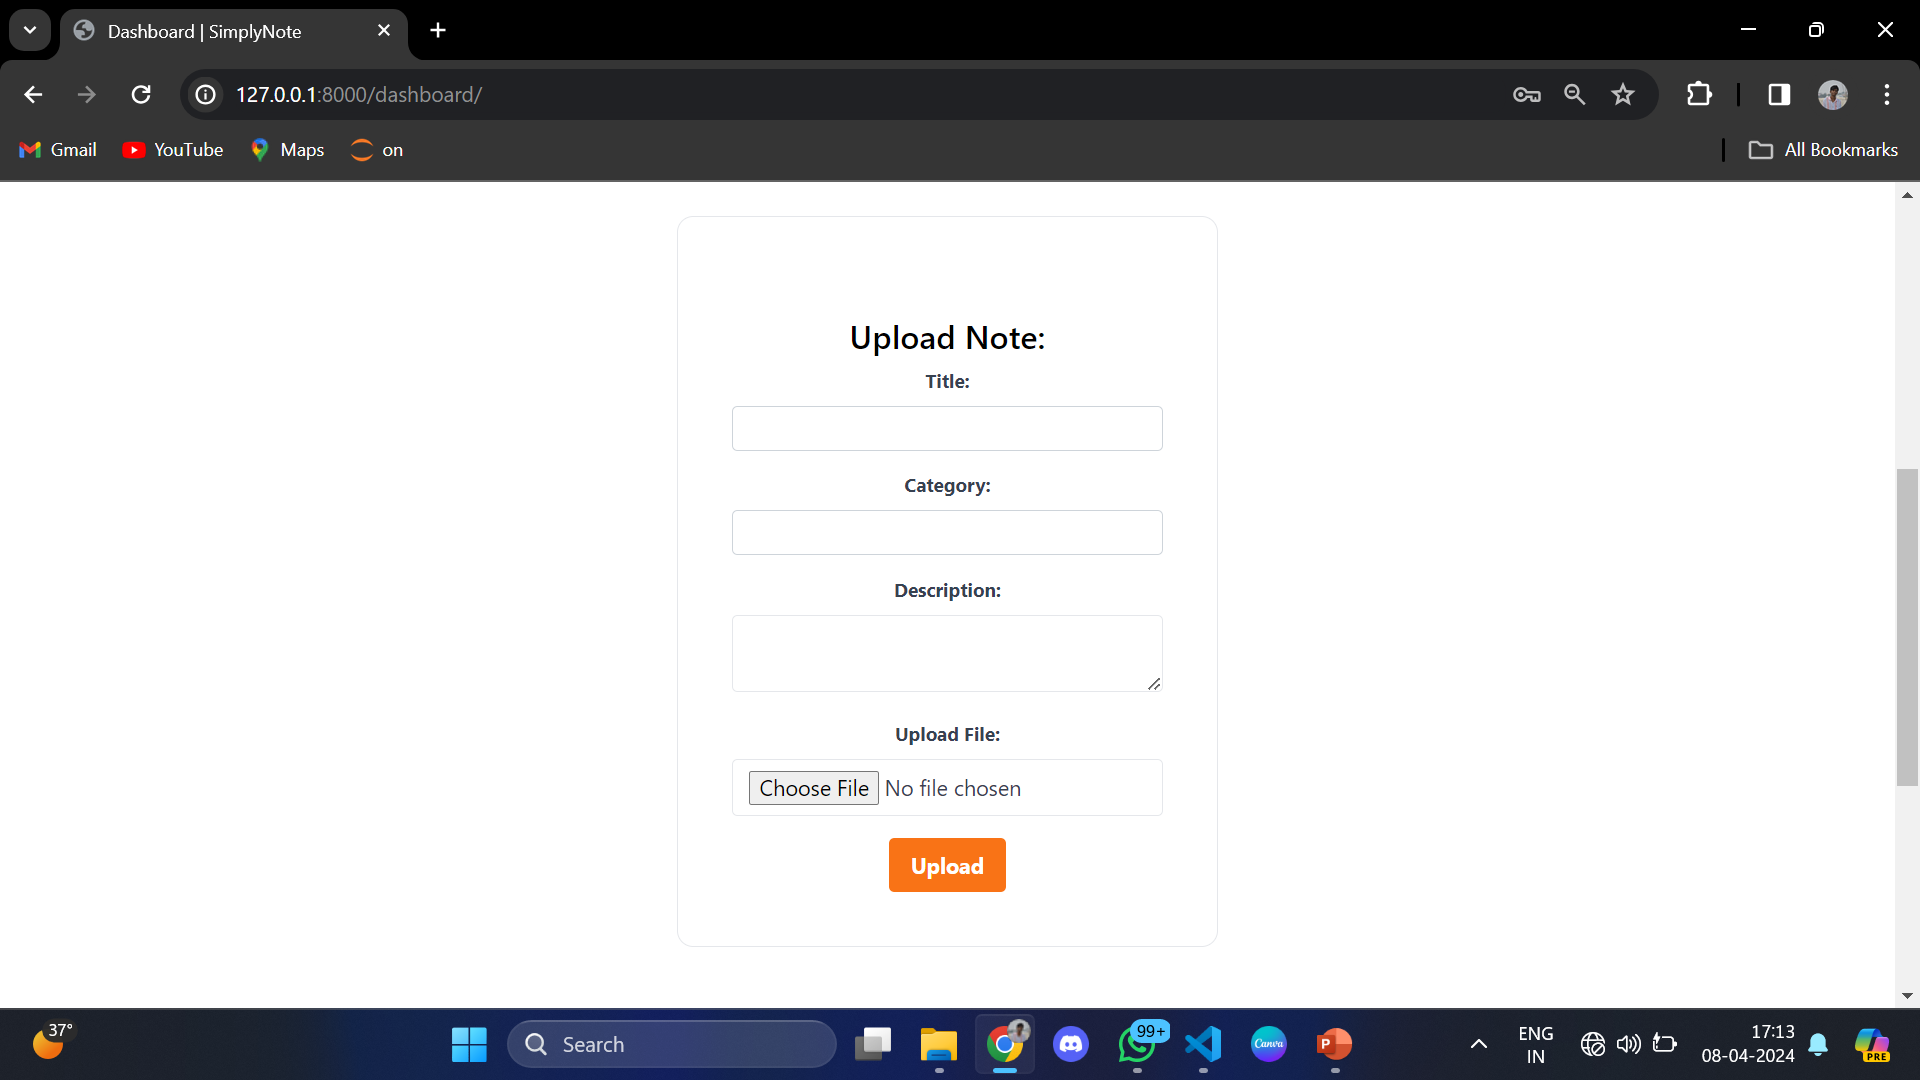 Dashboard | SimplyNote
127.0.0.1:8000/dashboard/
Gmail YouTube Maps on All Bookmarks
Upload Note:
Title:
Category:
Description:
Upload File:
Choose File No file chosen
Upload
37°
Search
99+
Canva
P
ENG
IN
17:13
08-04-2024
PRE